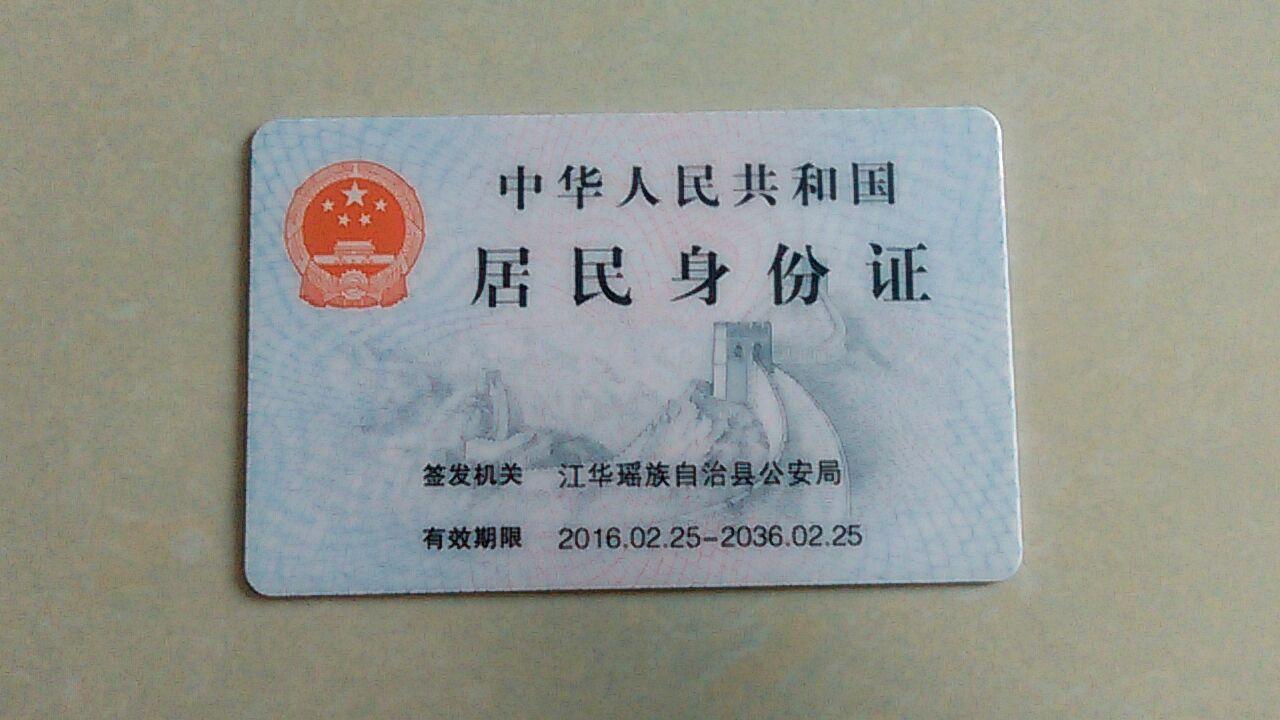 中华人民共和国
居民身份证
签发机关 江华瑶族自治县公安局
有效期限 2016.02.25-2036.02.25